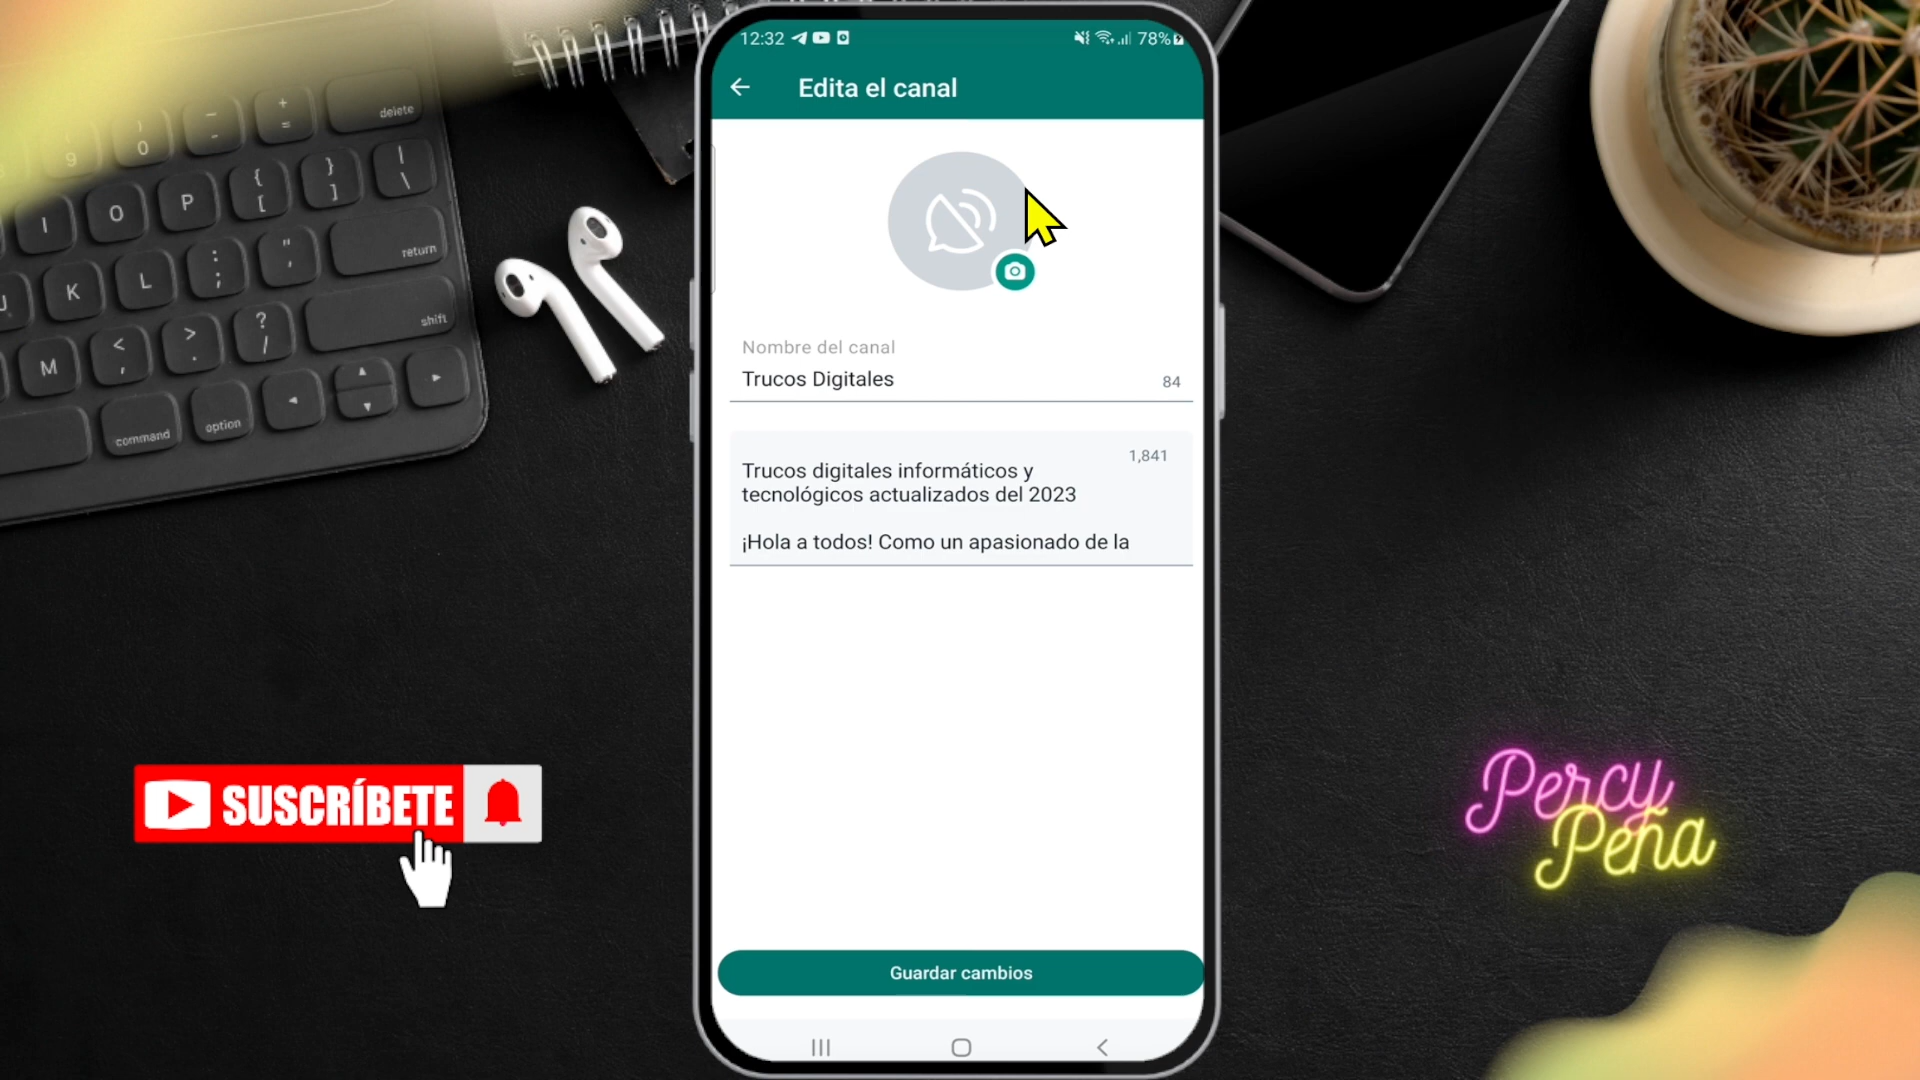 12:32
78%
Edita el canal
Nombre del canal
Trucos Digitales
84
1,841
Trucos digitales informáticos y
tecnológicos actualizados del 2023
¡Hola a todos! Como un apasionado de la
Guardar cambios
SUSCRÍBETE
Percy
Peña
delete
return
shift
command
option
9
0
-
+
=
I
O
P
{
[
}
]
|
\
K
L
:
;
"
M
<
,
>
.
?
/